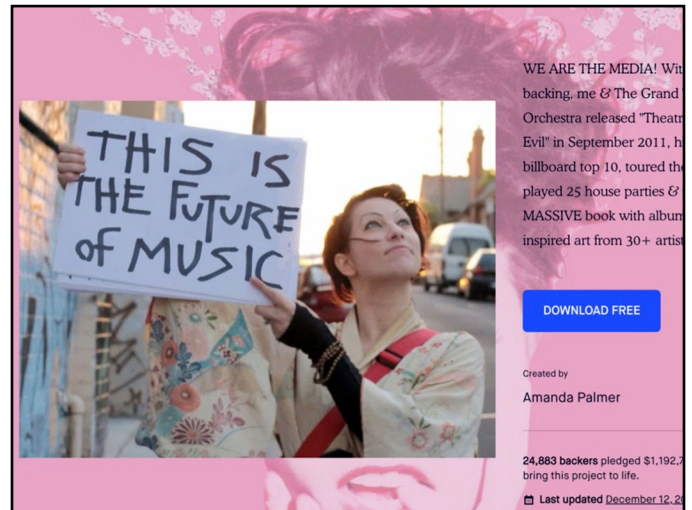 THIS IS
THE FUTURE
of MUSIC
WE ARE THE MEDIA! Wit
backing, me & The Grand
Orchestra released "Theatr
Evil" in September 2011, h
billboard top 10, toured the
played 25 house parties &
MASSIVE book with album
inspired art from 30+ artist
DOWNLOAD FREE
Created by
Amanda Palmer
24,883 backers pledged $1,192,7
bring this project to life.
Last updated December 12, 20